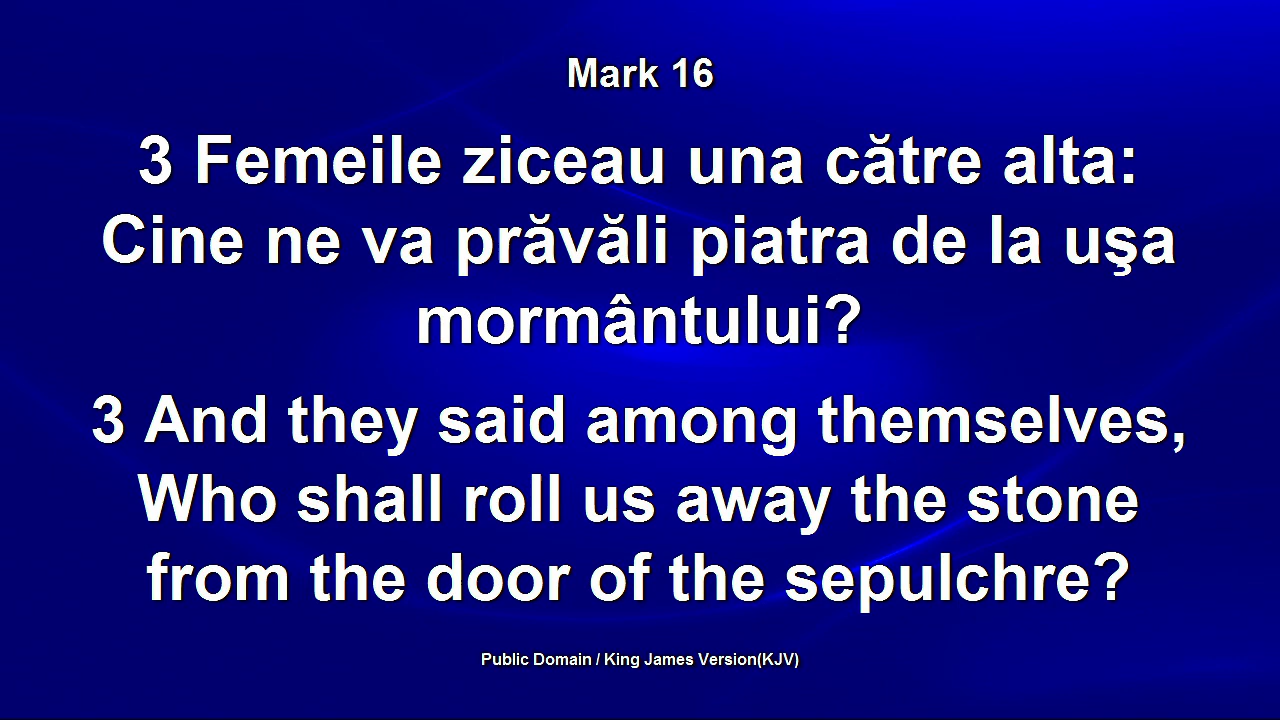 Mark 16
3 Femeile ziceau una către alta:
Cine ne va prăvăli piatra de la uşa
mormântului?
3 And they said among themselves,
Who shall roll us away the stone
from the door of the sepulchre?
Public Domain / King James Version(KJV)